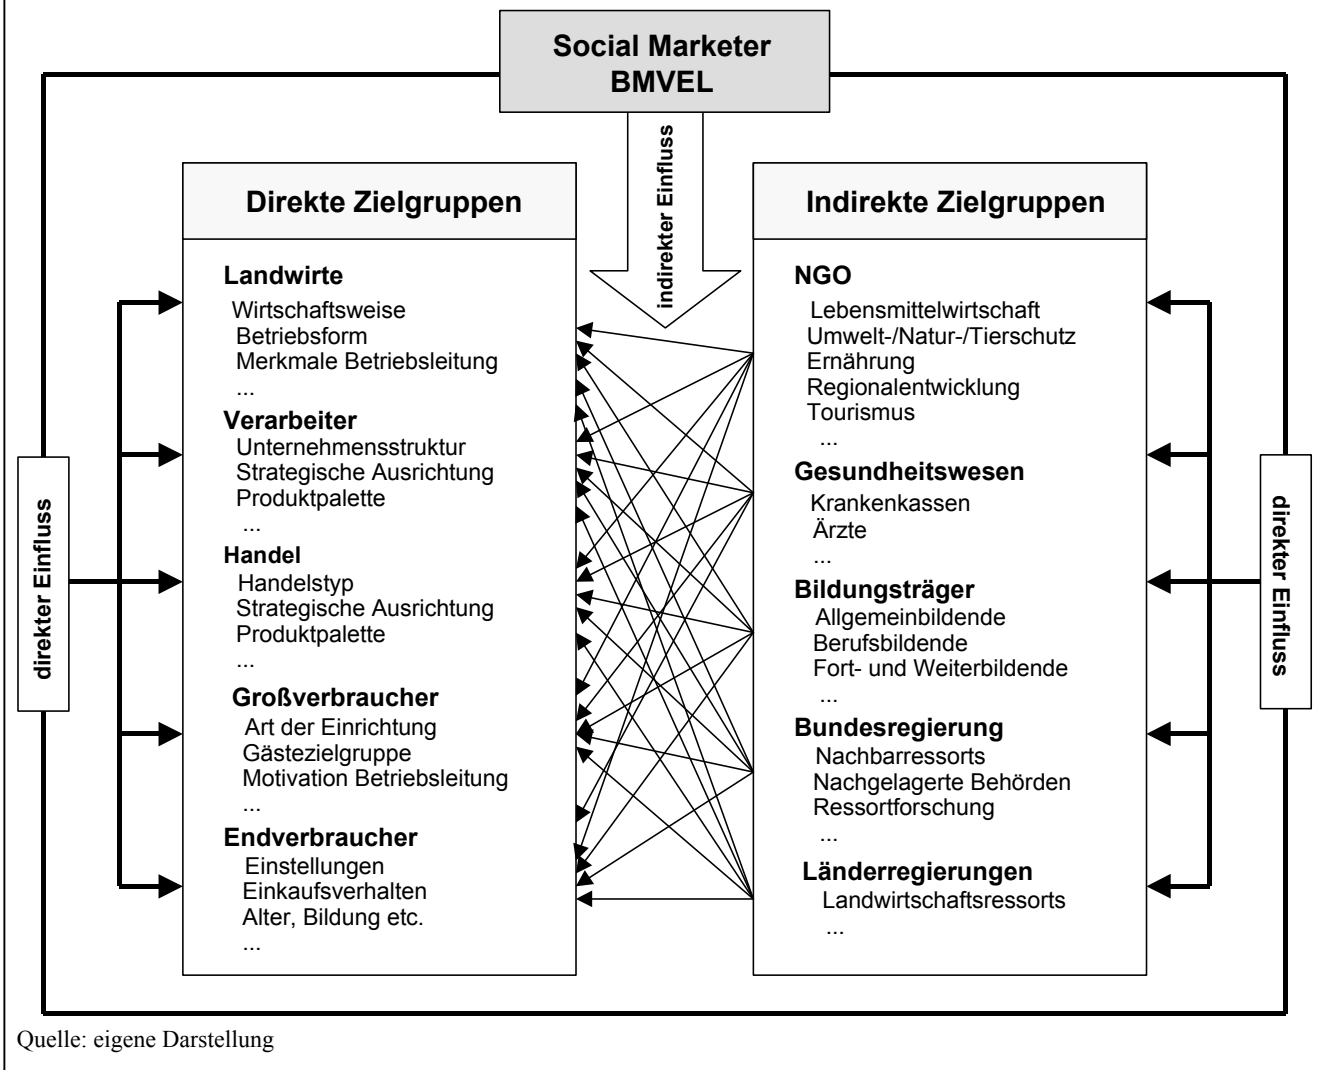 Social Marketer
BMVEL
indirekter Einfluss
direkter Einfluss
Direkte Zielgruppen
Landwirte
Wirtschaftsweise
Betriebsform
Merkmale Betriebsleitung
...
Verarbeiter
Unternehmensstruktur
Strategische Ausrichtung
Produktpalette
...
Handel
Handelstyp
Strategische Ausrichtung
Produktpalette
...
Großverbraucher
Art der Einrichtung
Gästezielgruppe
Motivation Betriebsleitung
...
Endverbraucher
Einstellungen
Einkaufsverhalten
Alter, Bildung etc.
...
Indirekte Zielgruppen
NGO
Lebensmittelwirtschaft
Umwelt-/Natur-/Tierschutz
Ernährung
Regionalentwicklung
Tourismus
...
Gesundheitswesen
Krankenkassen
Ärzte
...
Bildungsträger
Allgemeinbildende
Berufsbildende
Fort- und Weiterbildende
...
Bundesregierung
Nachbarressorts
Nachgelagerte Behörden
Ressortforschung
...
Länderregierungen
Landwirtschaftsressorts
...
direkter Einfluss
Quelle: eigene Darstellung